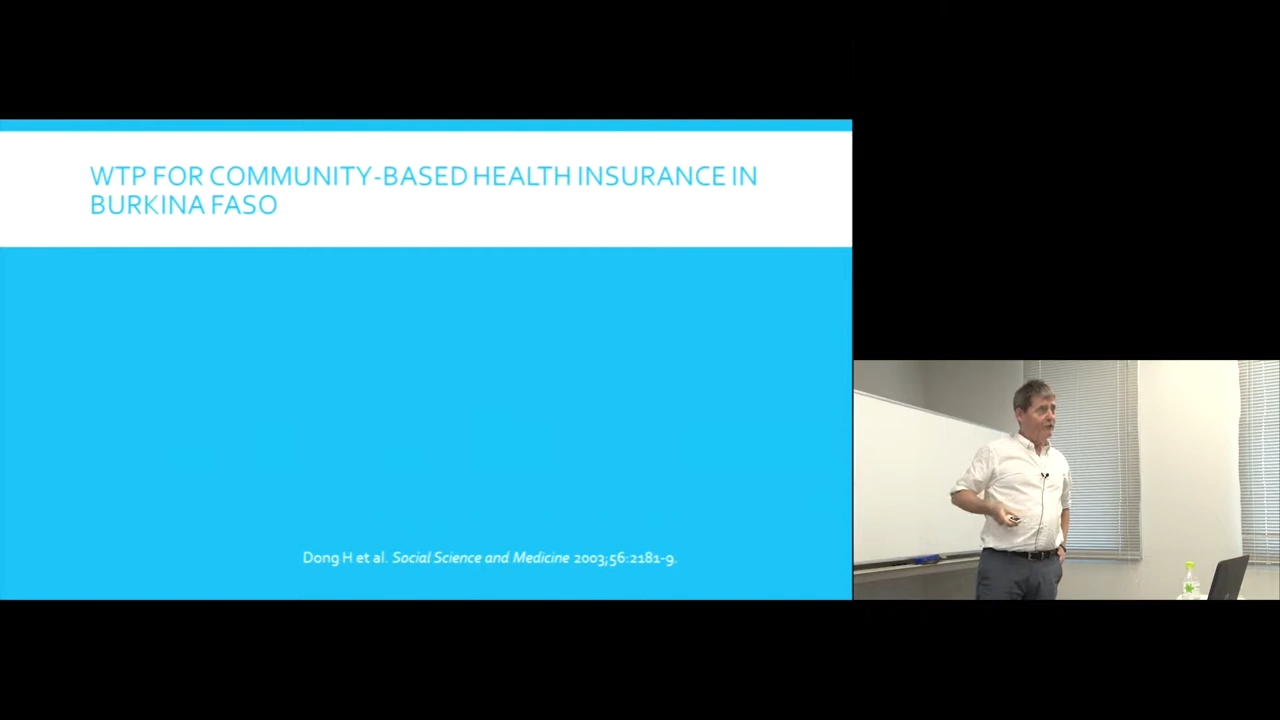 WTP FOR COMMUNITY-BASED HEALTH INSURANCE IN
BURKINA FASO
Dong H et al. Social Science and Medicine 2003;56:2181-9.